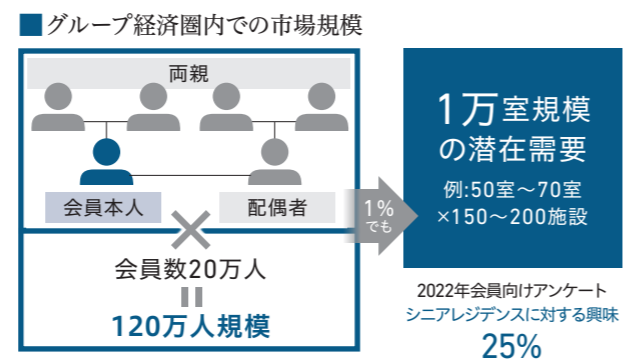 ■グループ経済圏内での市場規模
両親
会員本人
配偶者
×
会員数20万人
=
120万人規模
1%
でも
1万室規模
の潜在需要
例:50室〜70室
×150〜200施設
2022年会員向けアンケート
シニアレジデンスに対する興味
25%